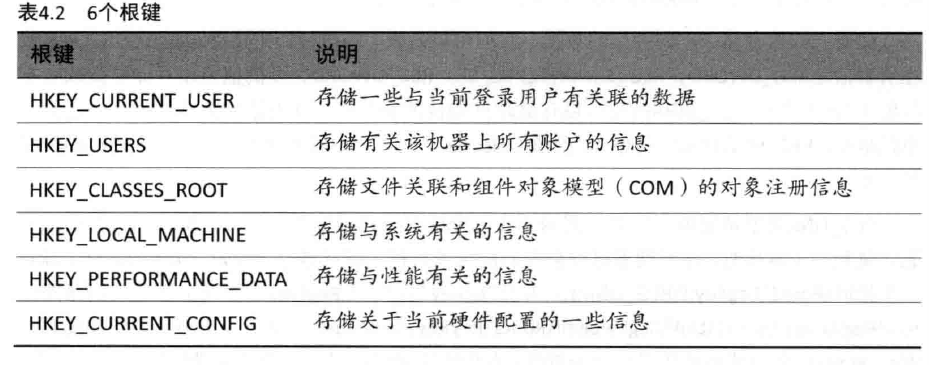 表4.2 6个根键
根键 说明
HKEY_CURRENT_USER 存储一些与当前登录用户有关联的数据
HKEY_USERS 存储有关该机器上所有账户的信息
HKEY_CLASSES_ROOT 存储文件关联和组件对象模型（COM）的对象注册信息
HKEY_LOCAL_MACHINE 存储与系统有关的信息
HKEY_PERFORMANCE_DATA 存储与性能有关的信息
HKEY_CURRENT_CONFIG 存储关于当前硬件配置的一些信息